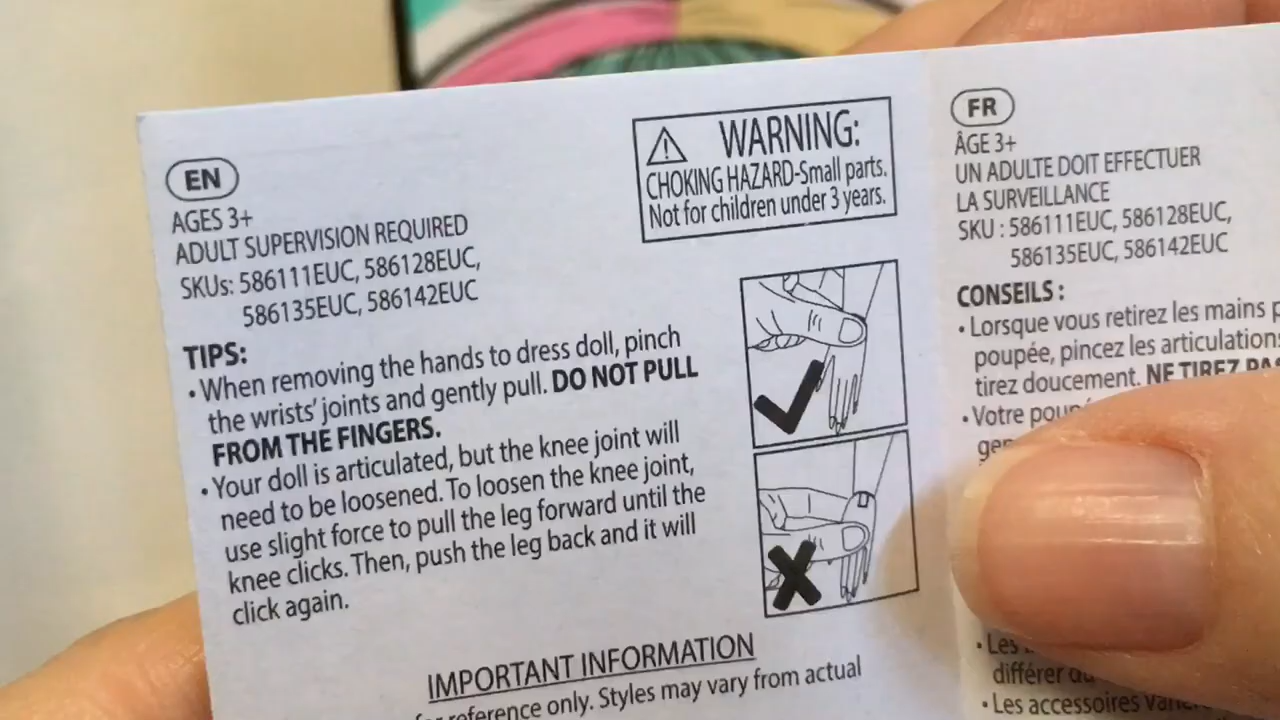 EN
AGES 3+
ADULT SUPERVISION REQUIRED
SKUs: 586111EUC, 586128EUC,
586135EUC, 586142EUC
WARNING:
CHOKING HAZARD-Small parts.
Not for children under 3 years.
TIPS:
• When removing the hands to dress doll, pinch
the wrists' joints and gently pull. DO NOT PULL
FROM THE FINGERS.
• Your doll is articulated, but the knee joint will
need to be loosened. To loosen the knee joint,
use slight force to pull the leg forward until the
knee clicks. Then, push the leg back and it will
click again.
IMPORTANT INFORMATION
reference only. Styles may vary from actual
FR
ÂGE 3+
UN ADULTE DOIT EFFECTUER
LA SURVEILLANCE
SKU : 586111EUC, 586128EUC,
586135EUC, 586142EUC
CONSEILS :
• Lorsque vous retirez les mains
poupée, pincez les articulations
tirez doucement. NE TIREZ
• Votre
• Les
différer
• Les accessoires